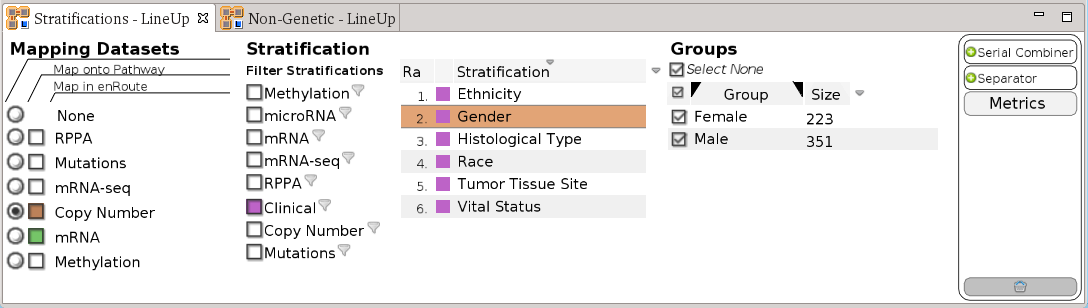 Stratifications - LineUp
Non-Genetic - LineUp
Mapping Datasets
Map onto Pathway
Map in enRoute
None
RPPA
Mutations
mRNA-seq
Copy Number
mRNA
Methylation
Stratification
Filter Stratifications
Methylation
microRNA
mRNA
mRNA-seq
RPPA
Clinical
Copy Number
Mutations
Ra Stratification
1. Ethnicity
2. Gender
3. Histological Type
4. Race
5. Tumor Tissue Site
6. Vital Status
Groups
Select None
Group Size
Female 223
Male 351
Serial Combiner
Separator
Metrics